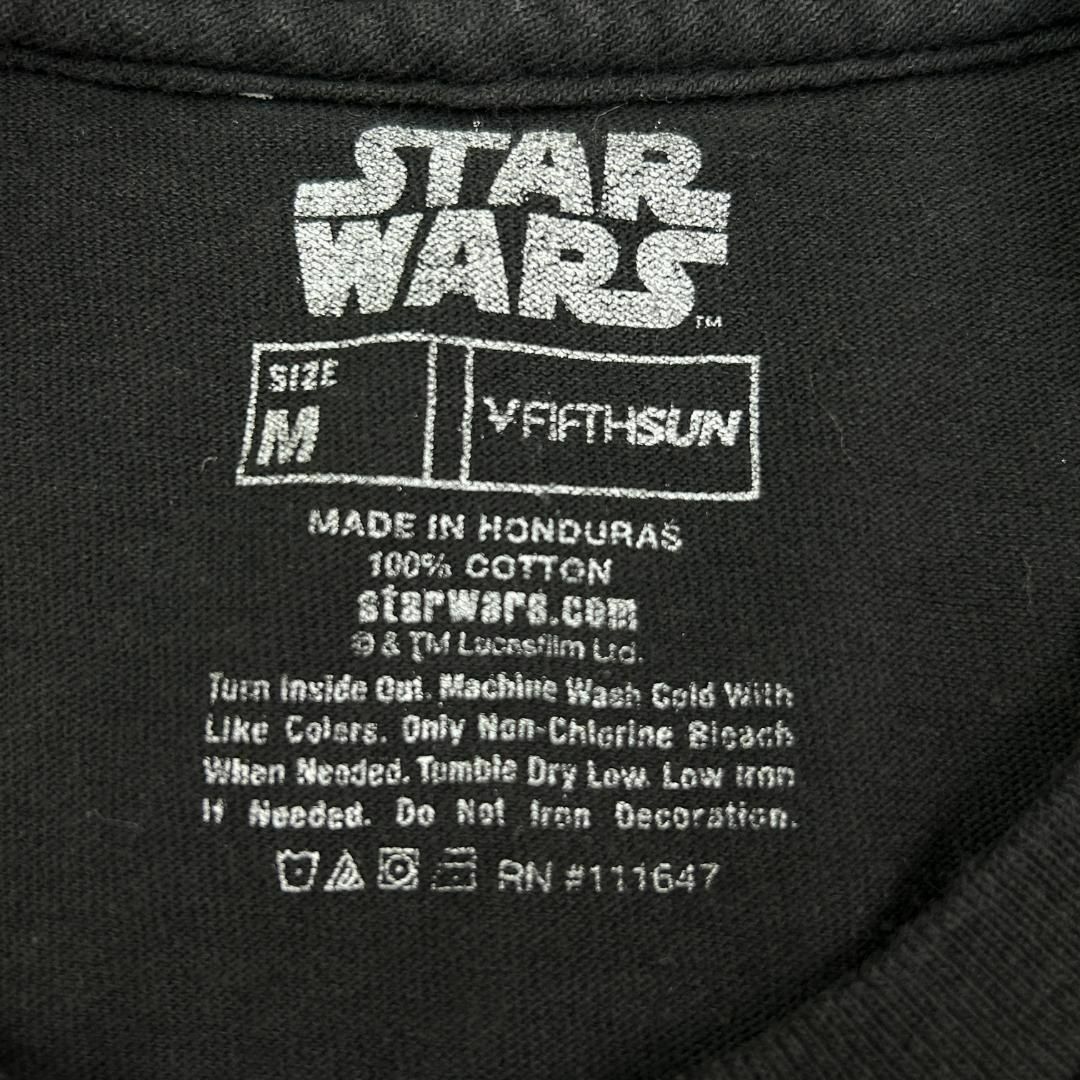 STAR
WARS
™
SIZE
M
FIFTHSUN
MADE IN HONDURAS
100% COTTON
starwars.com
© & TM Lucasfilm Ltd.
Turn Inside Out. Machine Wash Cold With
Like Colors. Only Non-Chlorine Bleach
When Needed. Tumble Dry Low. Low Iron
If Needed. Do Not Iron Decoration.
RN #111647